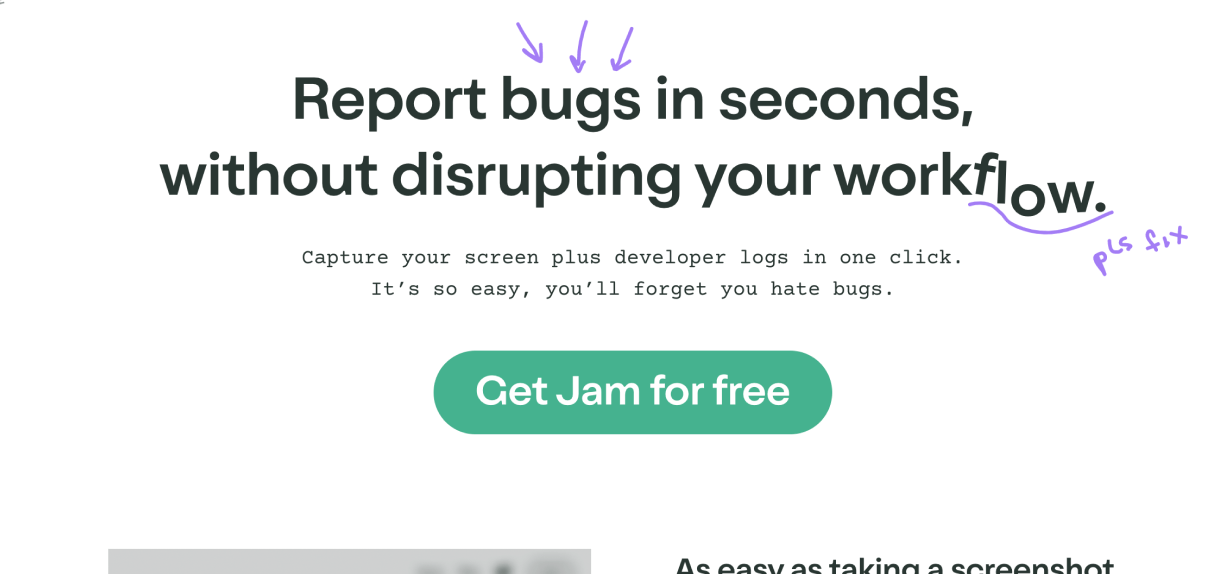 Report bugs in seconds,
without disrupting your workflow.
pls fix
Capture your screen plus developer logs in one click.
It’s so easy, you’ll forget you hate bugs.
Get Jam for free
As easy as taking a screenshot